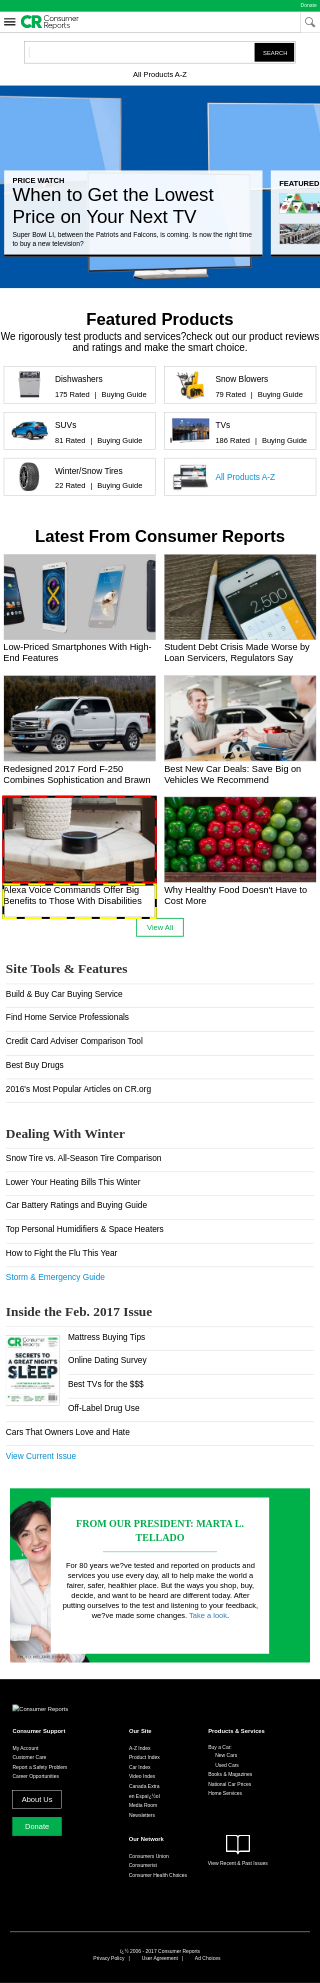 Donate
CR Consumer Reports
SEARCH
All Products A-Z
PRICE WATCH
When to Get the Lowest
Price on Your Next TV
Super Bowl LI, between the Patriots and Falcons, is coming. Is now the right time
to buy a new television?
FEATURED
Featured Products
We rigorously test products and services?check out our product reviews
and ratings and make the smart choice.
Dishwashers
175 Rated | Buying Guide
Snow Blowers
79 Rated | Buying Guide
SUVs
81 Rated | Buying Guide
TVs
186 Rated | Buying Guide
Winter/Snow Tires
22 Rated | Buying Guide
All Products A-Z
Latest From Consumer Reports
2,500
Low-Priced Smartphones With High-
End Features
Student Debt Crisis Made Worse by
Loan Servicers, Regulators Say
Redesigned 2017 Ford F-250
Combines Sophistication and Brawn
Best New Car Deals: Save Big on
Vehicles We Recommend
Alexa Voice Commands Offer Big
Benefits to Those With Disabilities
Why Healthy Food Doesn't Have to
Cost More
View All
Site Tools & Features
Build & Buy Car Buying Service
Find Home Service Professionals
Credit Card Adviser Comparison Tool
Best Buy Drugs
2016's Most Popular Articles on CR.org
Dealing With Winter
Snow Tire vs. All-Season Tire Comparison
Lower Your Heating Bills This Winter
Car Battery Ratings and Buying Guide
Top Personal Humidifiers & Space Heaters
How to Fight the Flu This Year
Storm & Emergency Guide
Inside the Feb. 2017 Issue
CR Consumer Reports
SECRETS TO
A GREAT NIGHT'S
SLEEP
Mattress Buying Tips
Online Dating Survey
Best TVs for the $$$
Off-Label Drug Use
Cars That Owners Love and Hate
View Current Issue
FROM OUR PRESIDENT: MARTA L.
TELLADO
For 80 years we?ve tested and reported on products and
services you use every day, all to help make the world a
fairer, safer, healthier place. But the ways you shop, buy,
decide, and want to be heard are different today. After
putting ourselves to the test and listening to your feedback,
we?ve made some changes. Take a look.
Consumer Reports
Consumer Support
My Account
Customer Care
Report a Safety Problem
Career Opportunities
About Us
Donate
Our Site
A-Z Index
Product Index
Car Index
Video Index
Canada Extra
en Espaï¿½ol
Media Room
Newsletters
Our Network
Consumers Union
Consumerist
Consumer Health Choices
Products & Services
Buy a Car:
New Cars
Used Cars
Books & Magazines
National Car Prices
Home Services
View Recent & Past Issues
ï¿½ 2006 - 2017 Consumer Reports
Privacy Policy | User Agreement | Ad Choices